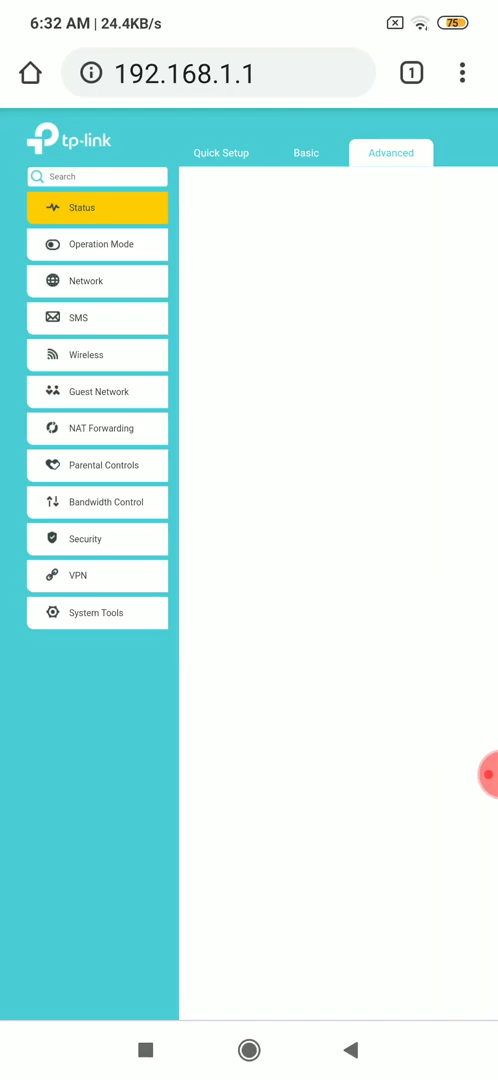 6:32 AM | 24.4KB/s
75
192.168.1.1
1
tp-link
Quick Setup
Basic
Advanced
Search
Status
Operation Mode
Network
SMS
Wireless
Guest Network
NAT Forwarding
Parental Controls
Bandwidth Control
Security
VPN
System Tools